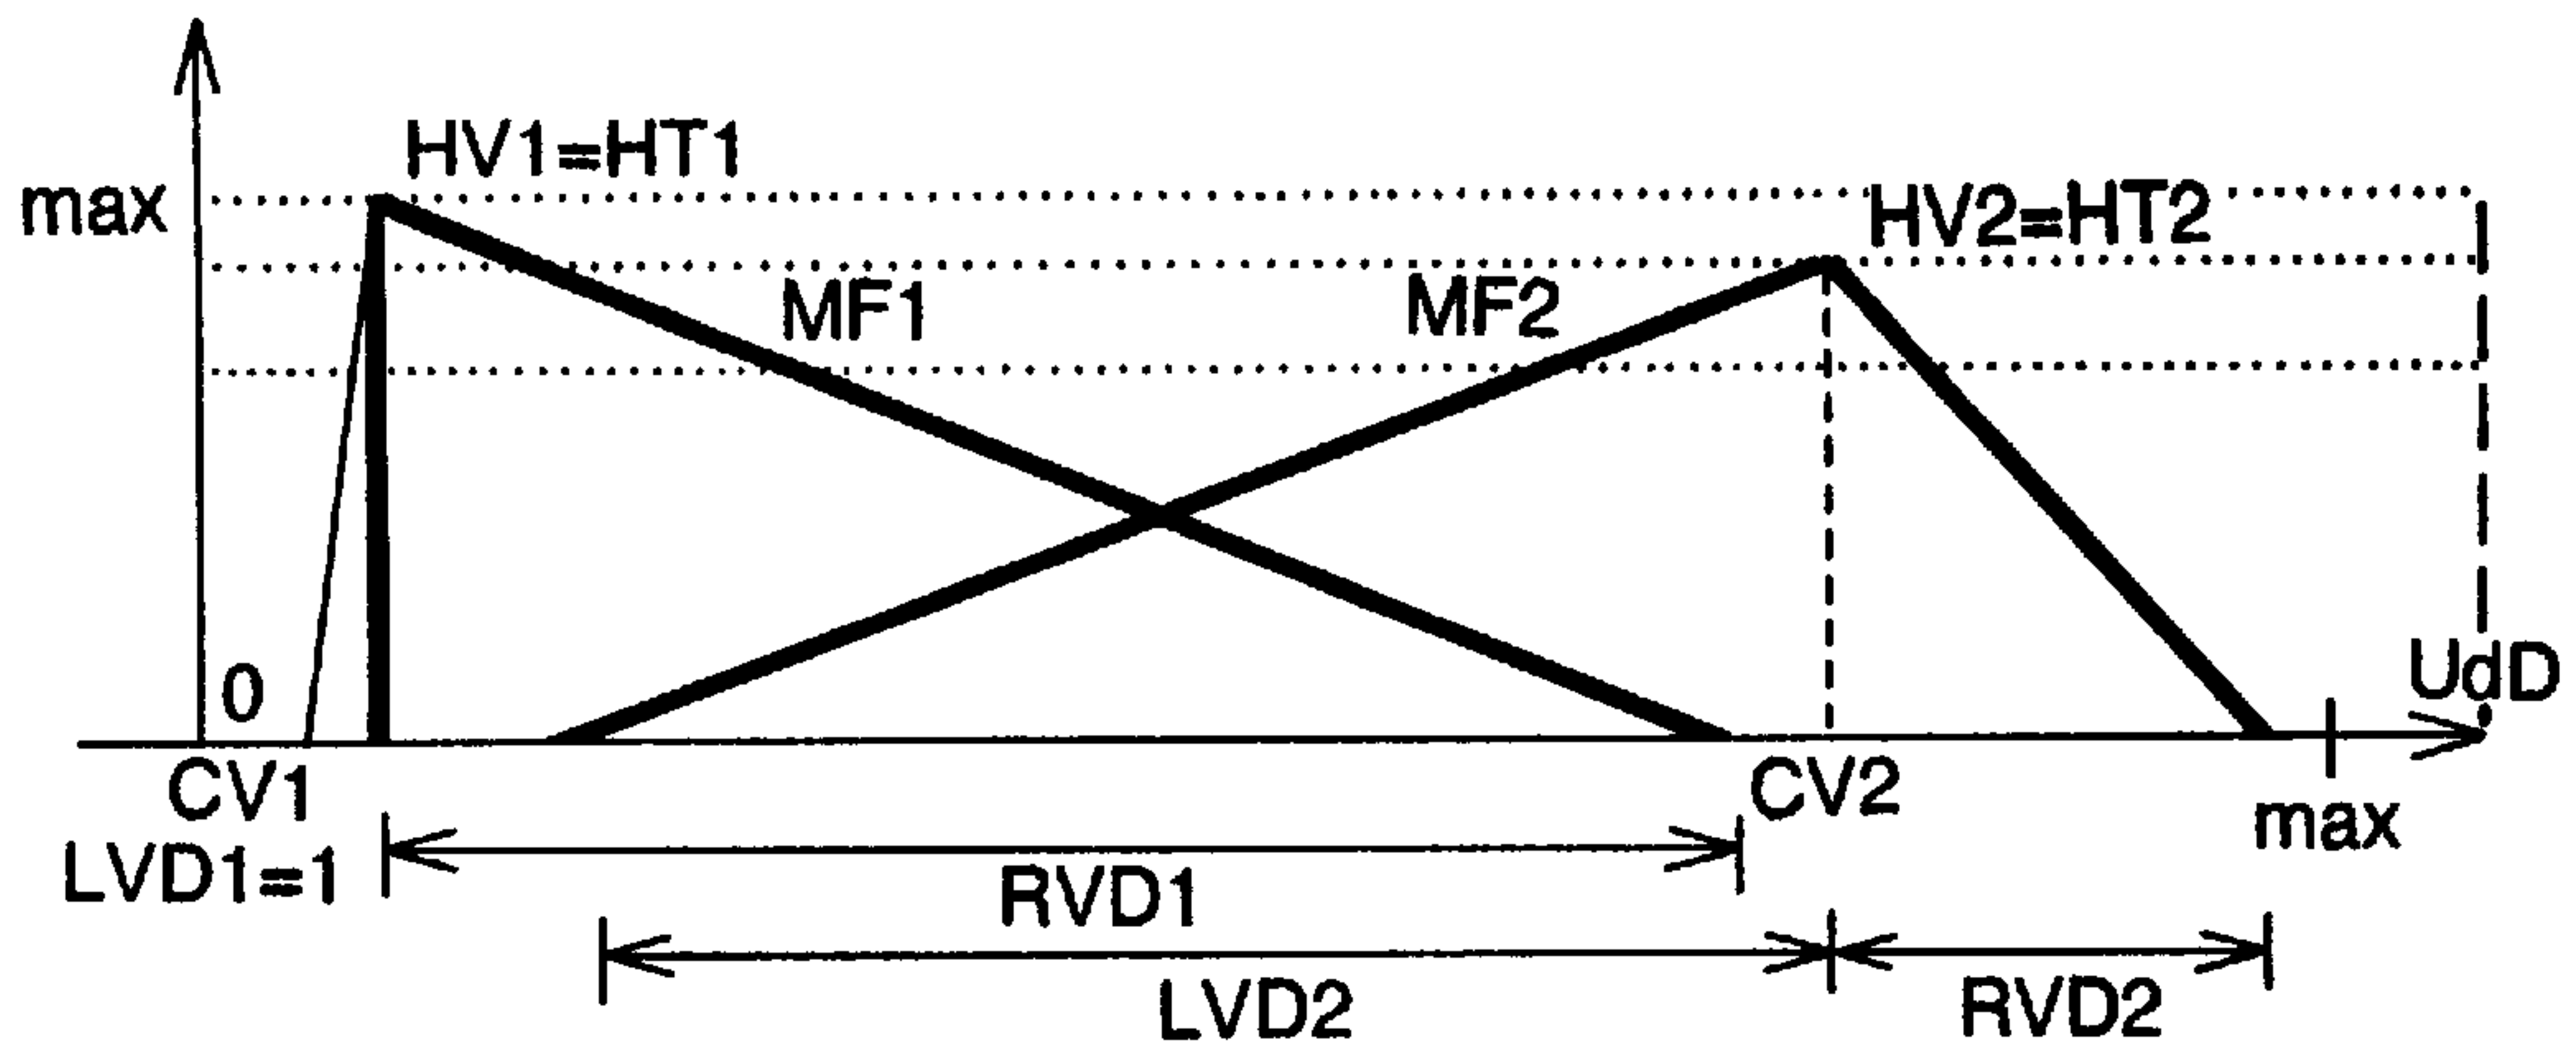 HV1=HT1
max
HV2=HT2
MF1
MF2
0
UdD
CV1
CV2
max
LVD1=1
RVD1
LVD2
RVD2